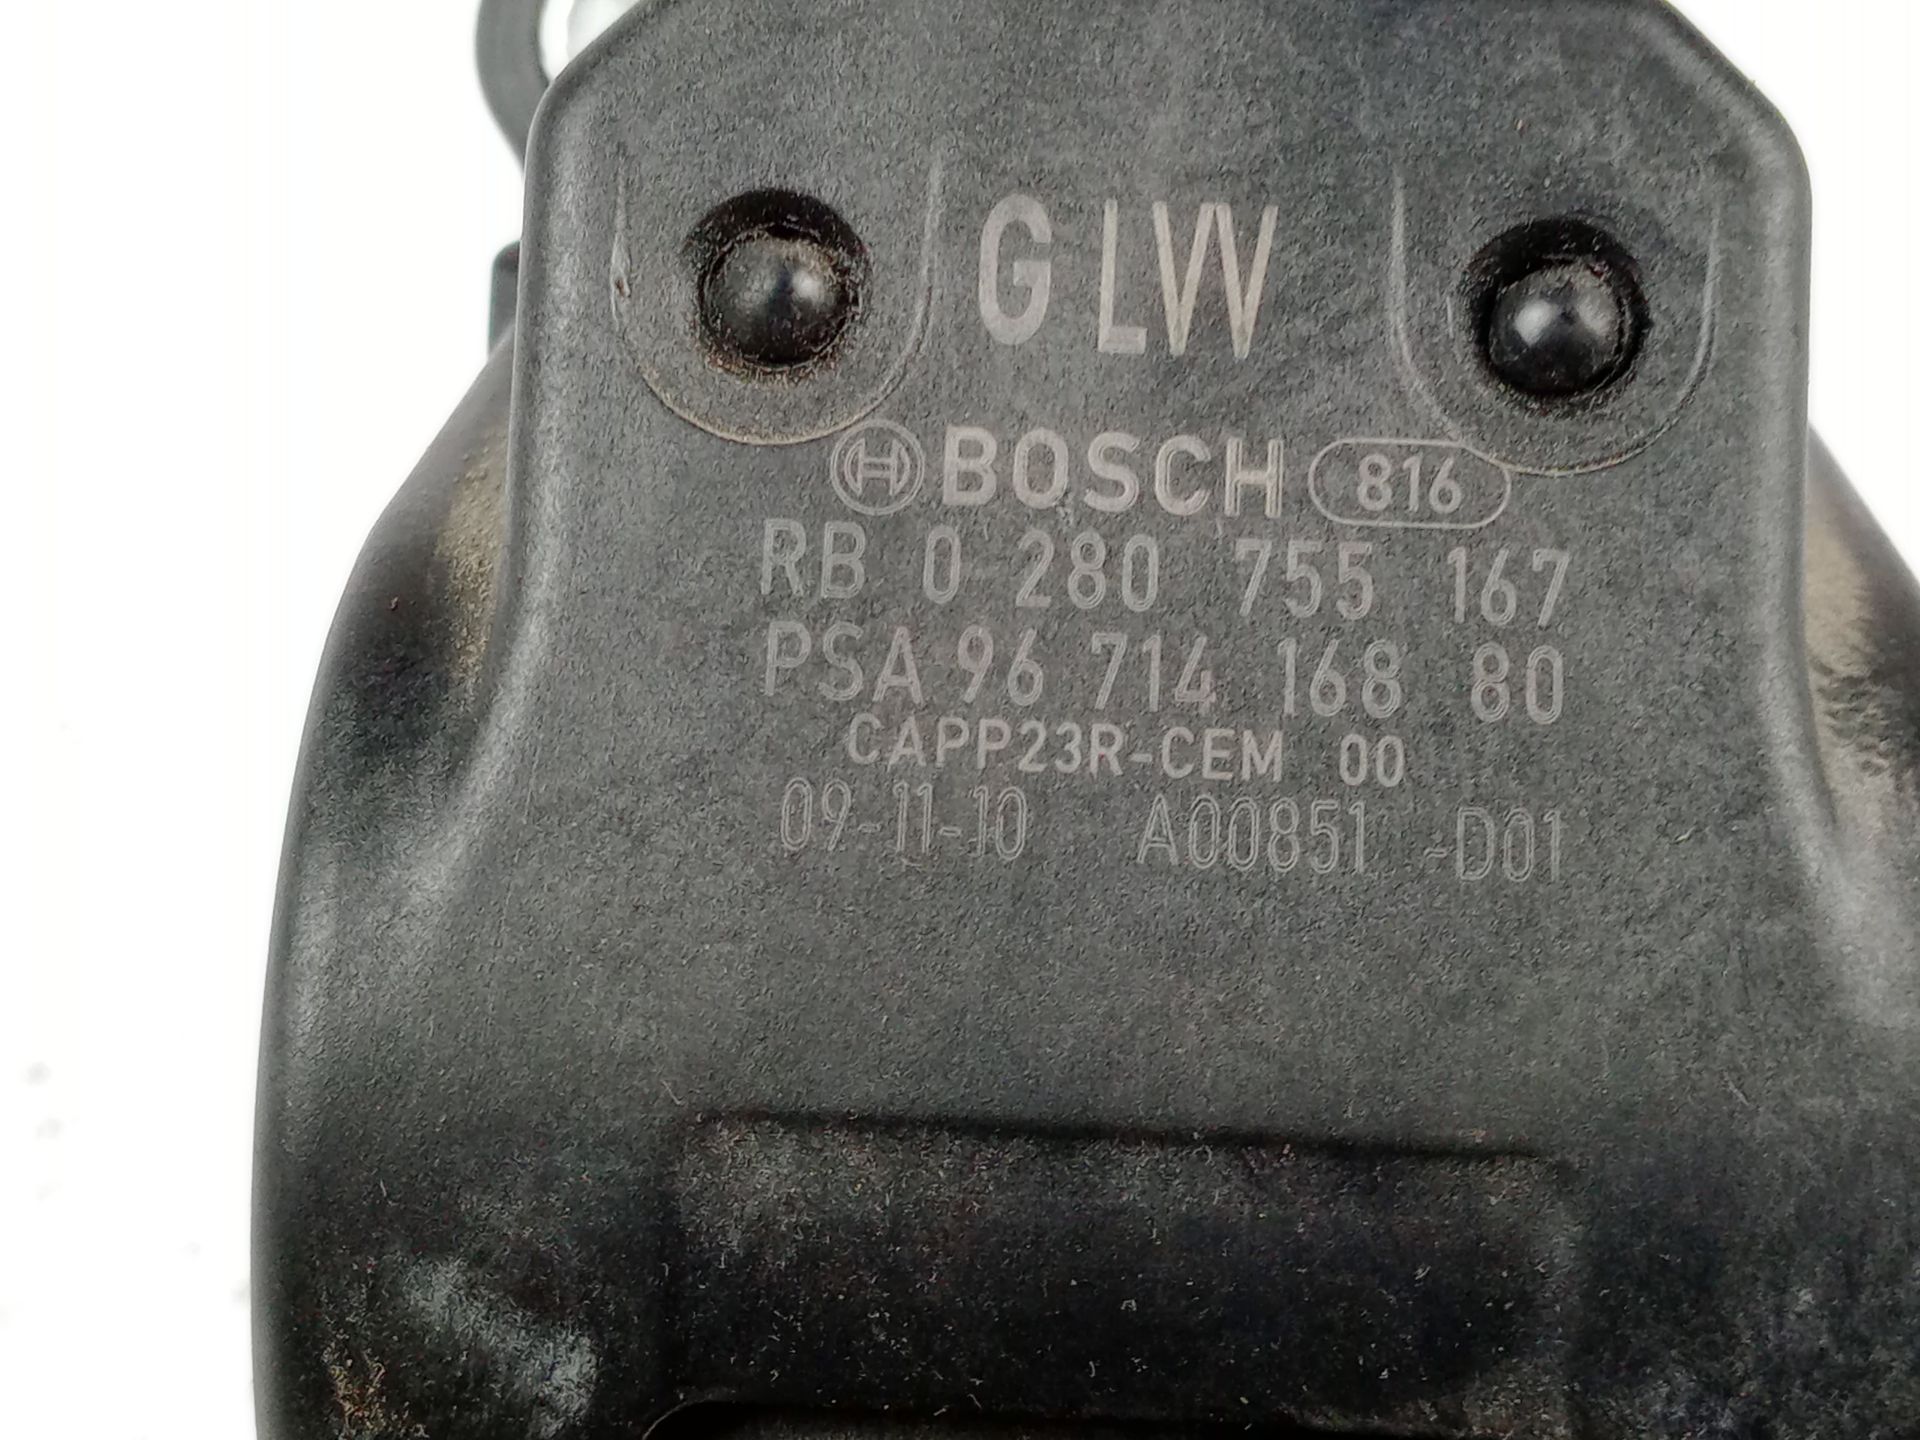 G LW
BOSCH 816
RB 0 280 755 167
PSA 96 714 168 80
CAPP23R-CEM 00
09-11-10 A00851 -D01